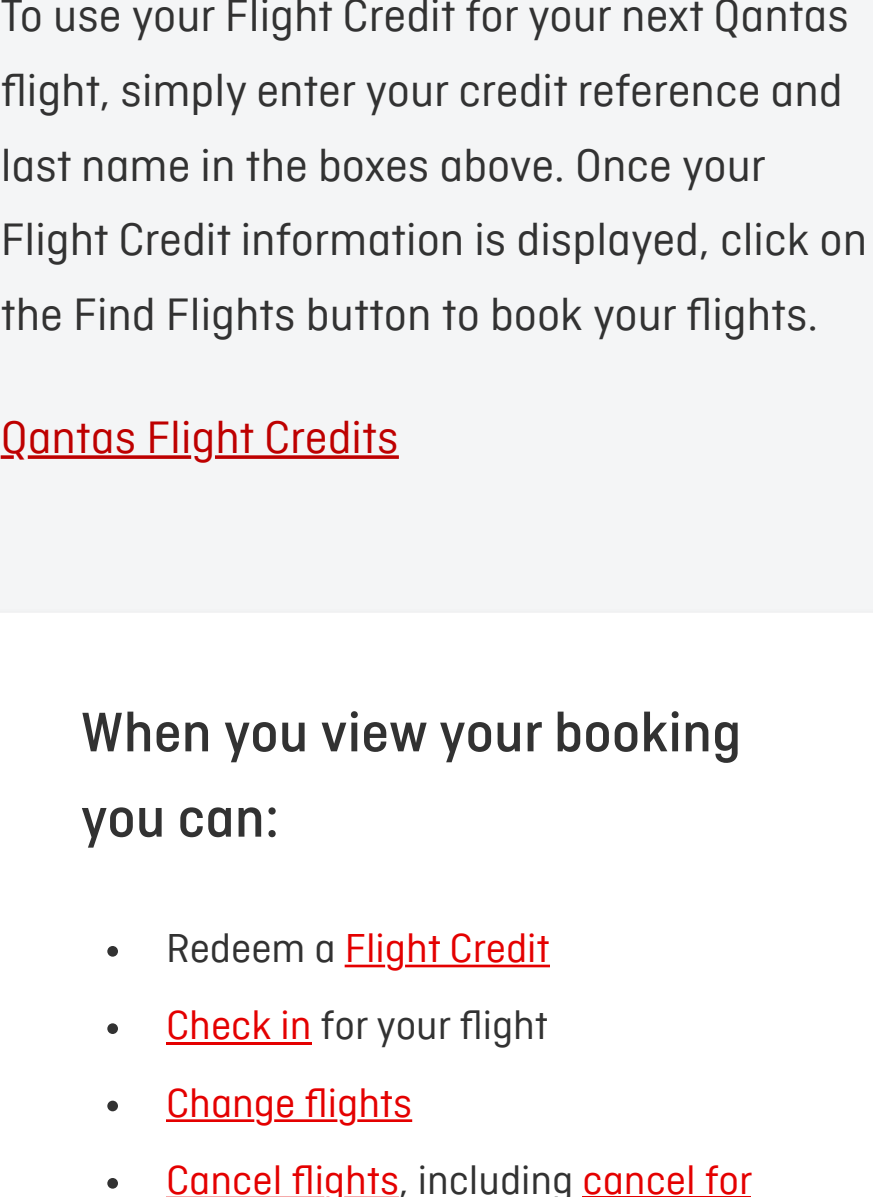 To use your Flight Credit for your next Qantas
flight, simply enter your credit reference and
last name in the boxes above. Once your
Flight Credit information is displayed, click on
the Find Flights button to book your flights.
Qantas Flight Credits
When you view your booking
you can:
• Redeem a Flight Credit
• Check in for your flight
• Change flights
• Cancel flights, including cancel for